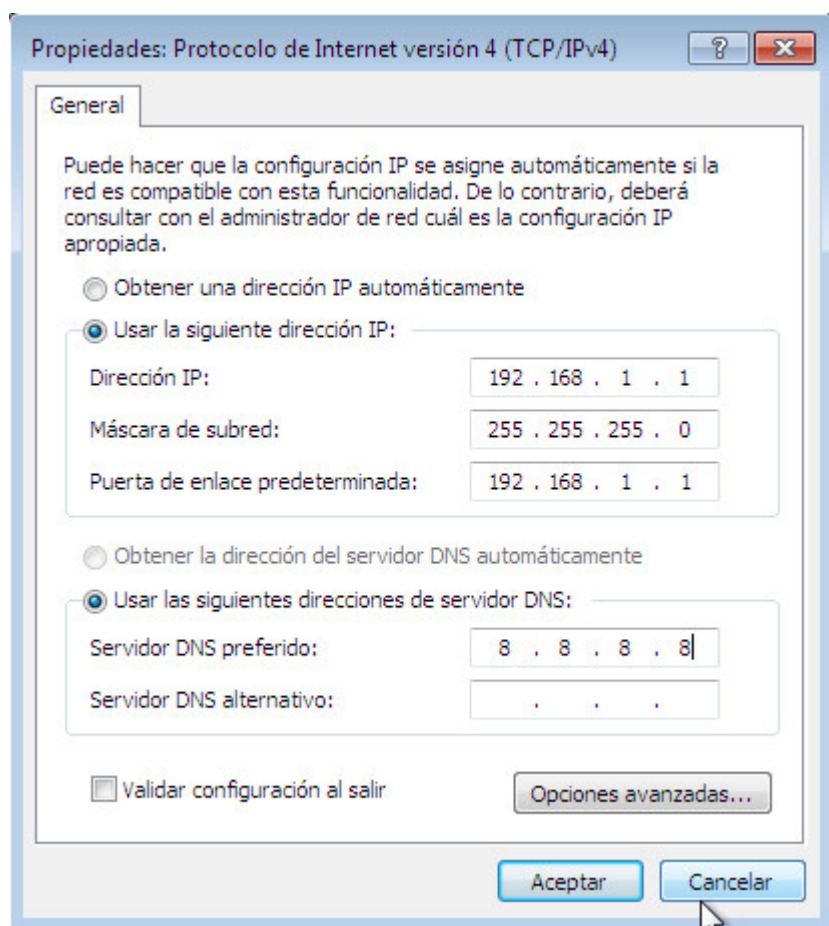 Propiedades: Protocolo de Internet versión 4 (TCP/IPv4)
General
Puede hacer que la configuración IP se asigne automáticamente si la
red es compatible con esta funcionalidad. De lo contrario, deberá
consultar con el administrador de red cuál es la configuración IP
apropiada.
Obtener una dirección IP automáticamente
Usar la siguiente dirección IP:
Dirección IP: 192 . 168 . 1 . 1
Máscara de subred: 255 . 255 . 255 . 0
Puerta de enlace predeterminada: 192 . 168 . 1 . 1
Obtener la dirección del servidor DNS automáticamente
Usar las siguientes direcciones de servidor DNS:
Servidor DNS preferido: 8 . 8 . 8 . 8
Servidor DNS alternativo: . . .
Validar configuración al salir Opciones avanzadas...
Aceptar Cancelar